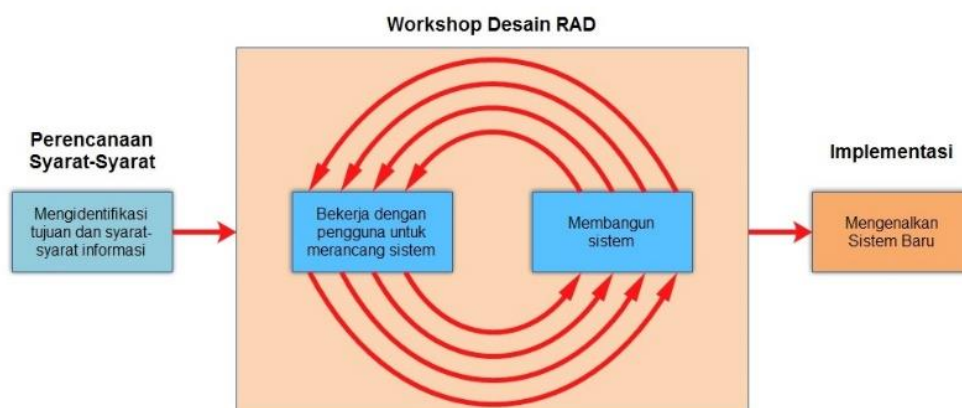 Workshop Desain RAD
Perencanaan
Syarat-Syarat
Mengidentifikasi
tujuan dan syarat-
syarat informasi
Bekerja dengan
pengguna untuk
merancang sistem
Membangun
sistem
Implementasi
Mengenalkan
Sistem Baru